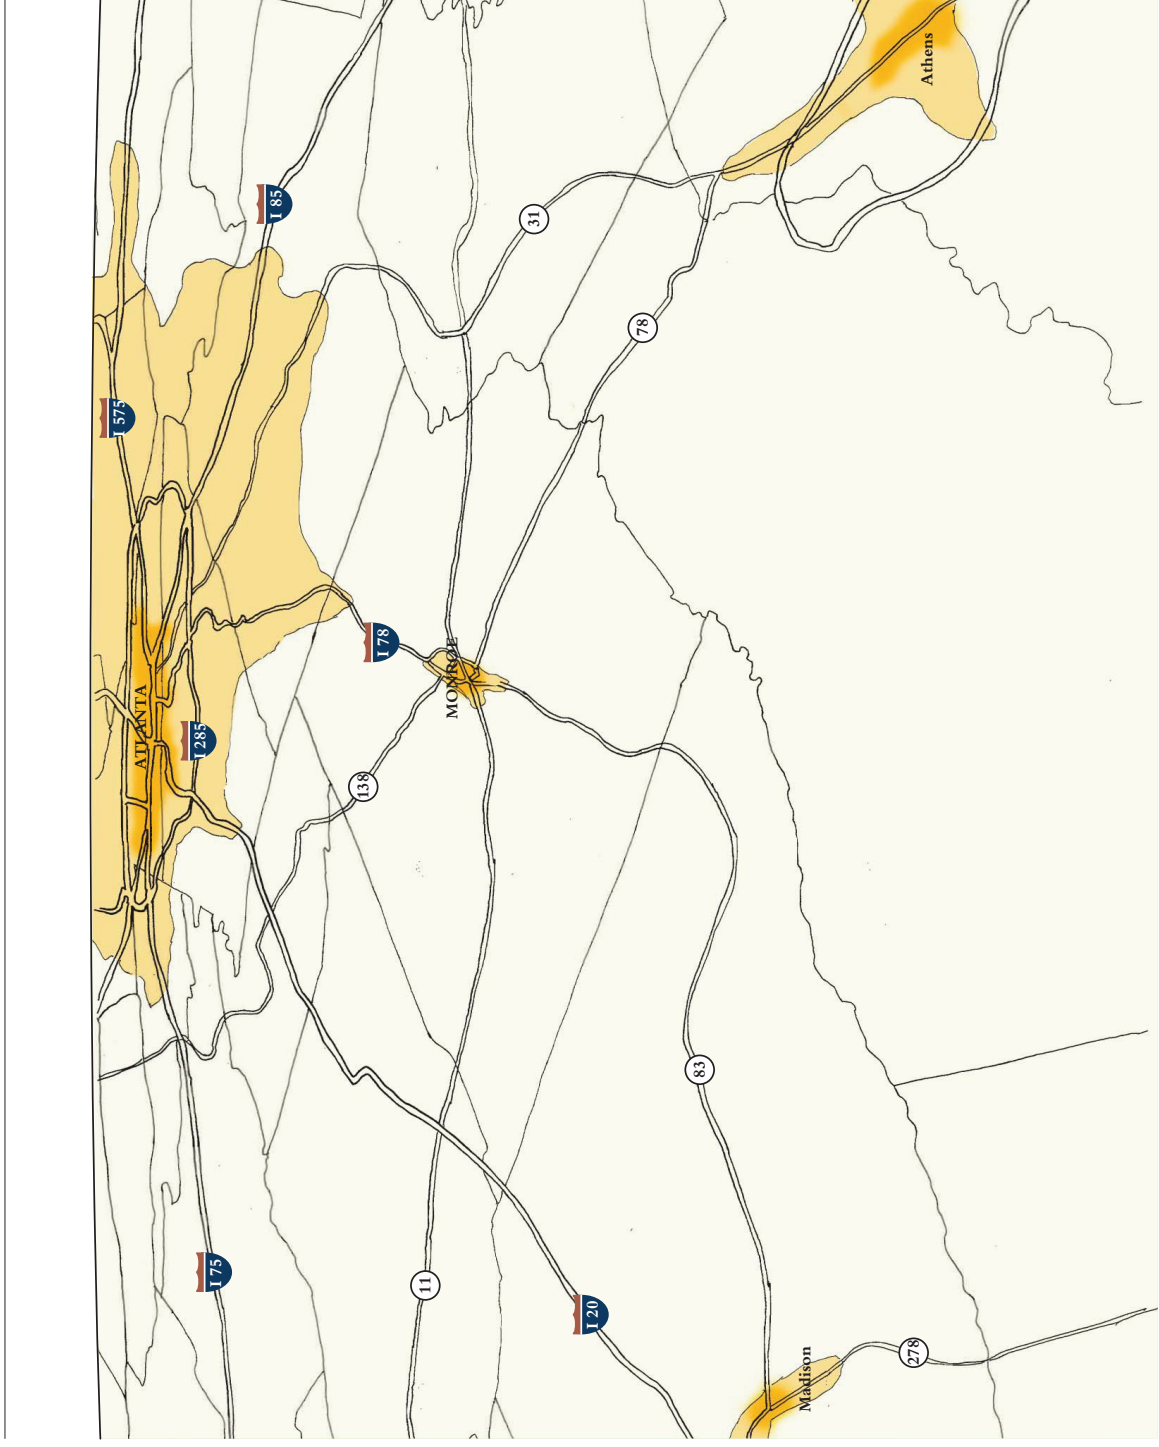 Athens
I 85
31
78
I 575
I 78
MONROE
ATLANTA
I 285
138
83
I 75
11
I 20
278
Madison